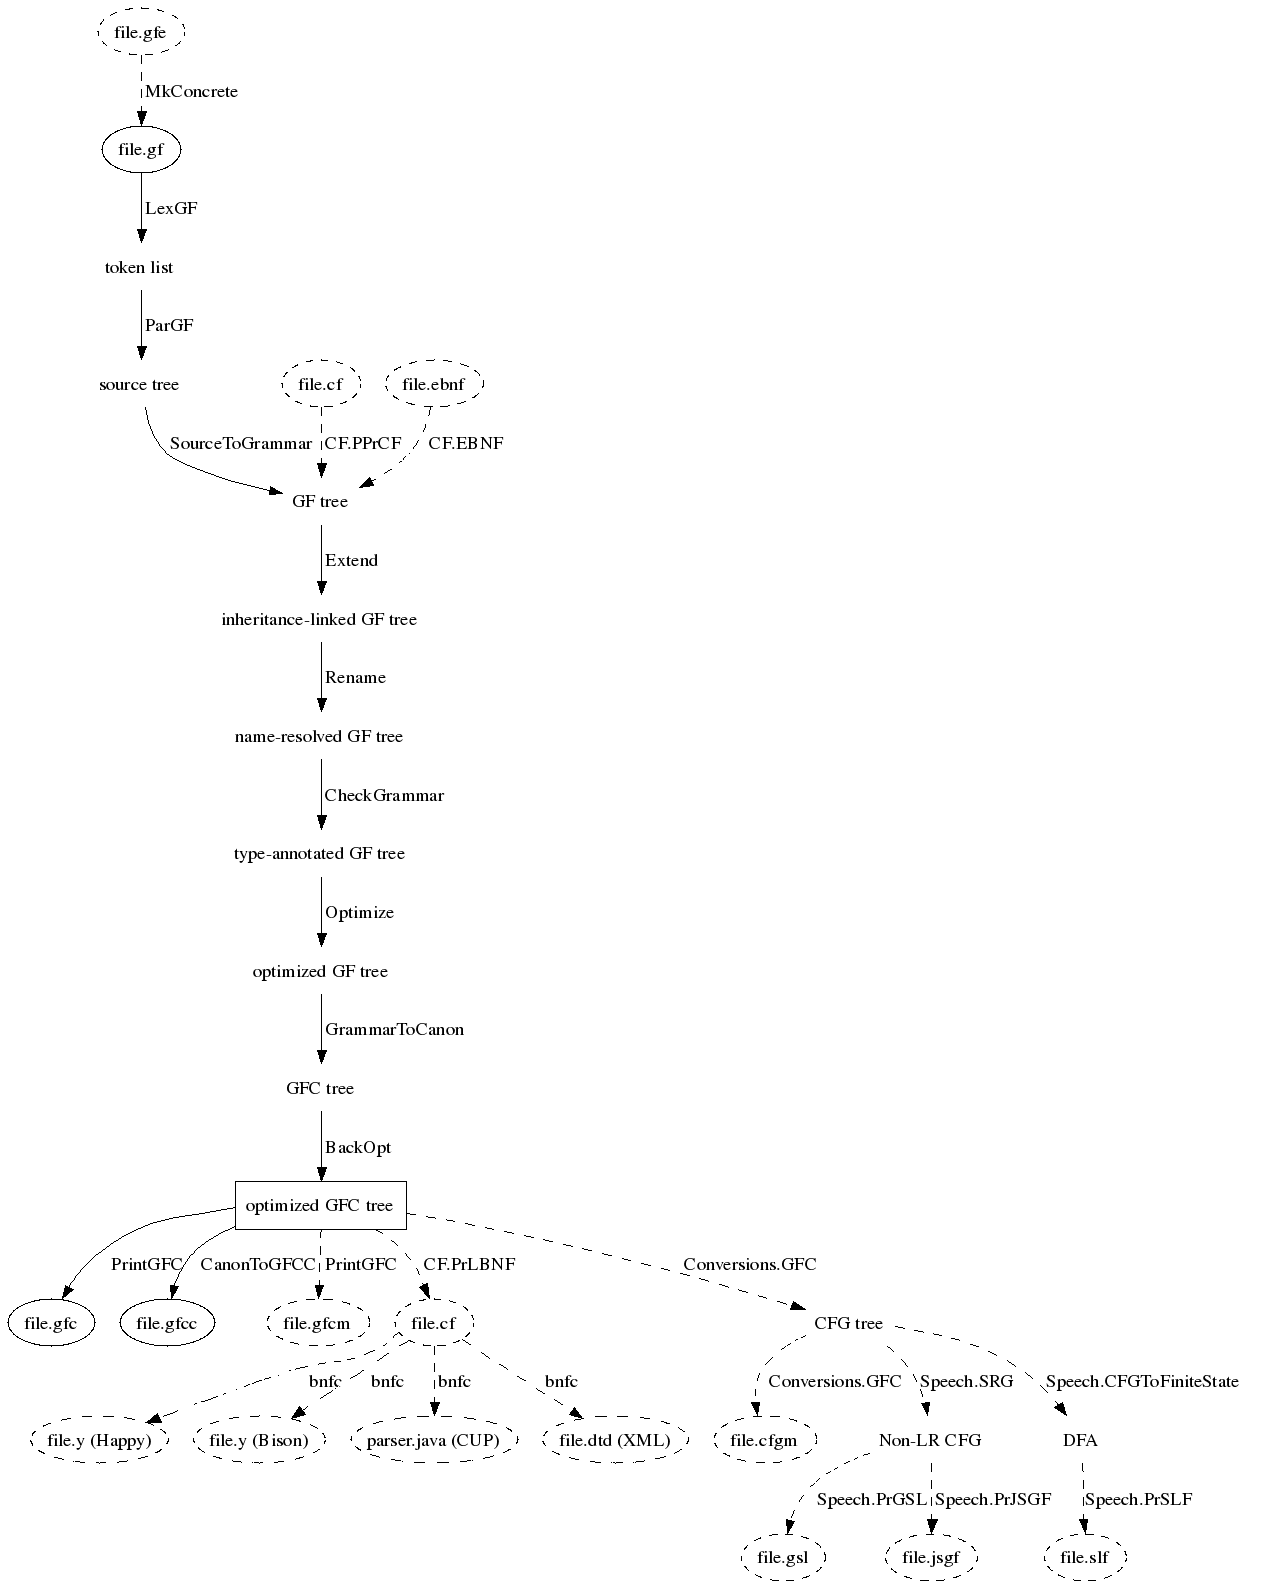 file.gfe
MkConcrete
file.gf
LexGF
token list
ParGF
source tree
file.cf
file.ebnf
SourceToGrammar
CF.PPrCF
CF.EBNF
GF tree
Extend
inheritance-linked GF tree
Rename
name-resolved GF tree
CheckGrammar
type-annotated GF tree
Optimize
optimized GF tree
GrammarToCanon
GFC tree
BackOpt
optimized GFC tree
PrintGFC
CanonToGFCC
PrintGFC
CF.PrLBNF
Conversions.GFC
file.gfc
file.gfcc
file.gfcm
file.cf
CFG tree
bnfc
bnfc
bnfc
bnfc
Conversions.GFC
Speech.SRG
Speech.CFGToFiniteState
file.y (Happy)
file.y (Bison)
parser.java (CUP)
file.dtd (XML)
file.cfgm
Non-LR CFG
DFA
Speech.PrGSL
Speech.PrJSGF
Speech.PrSLF
file.gsl
file.jsgf
file.slf